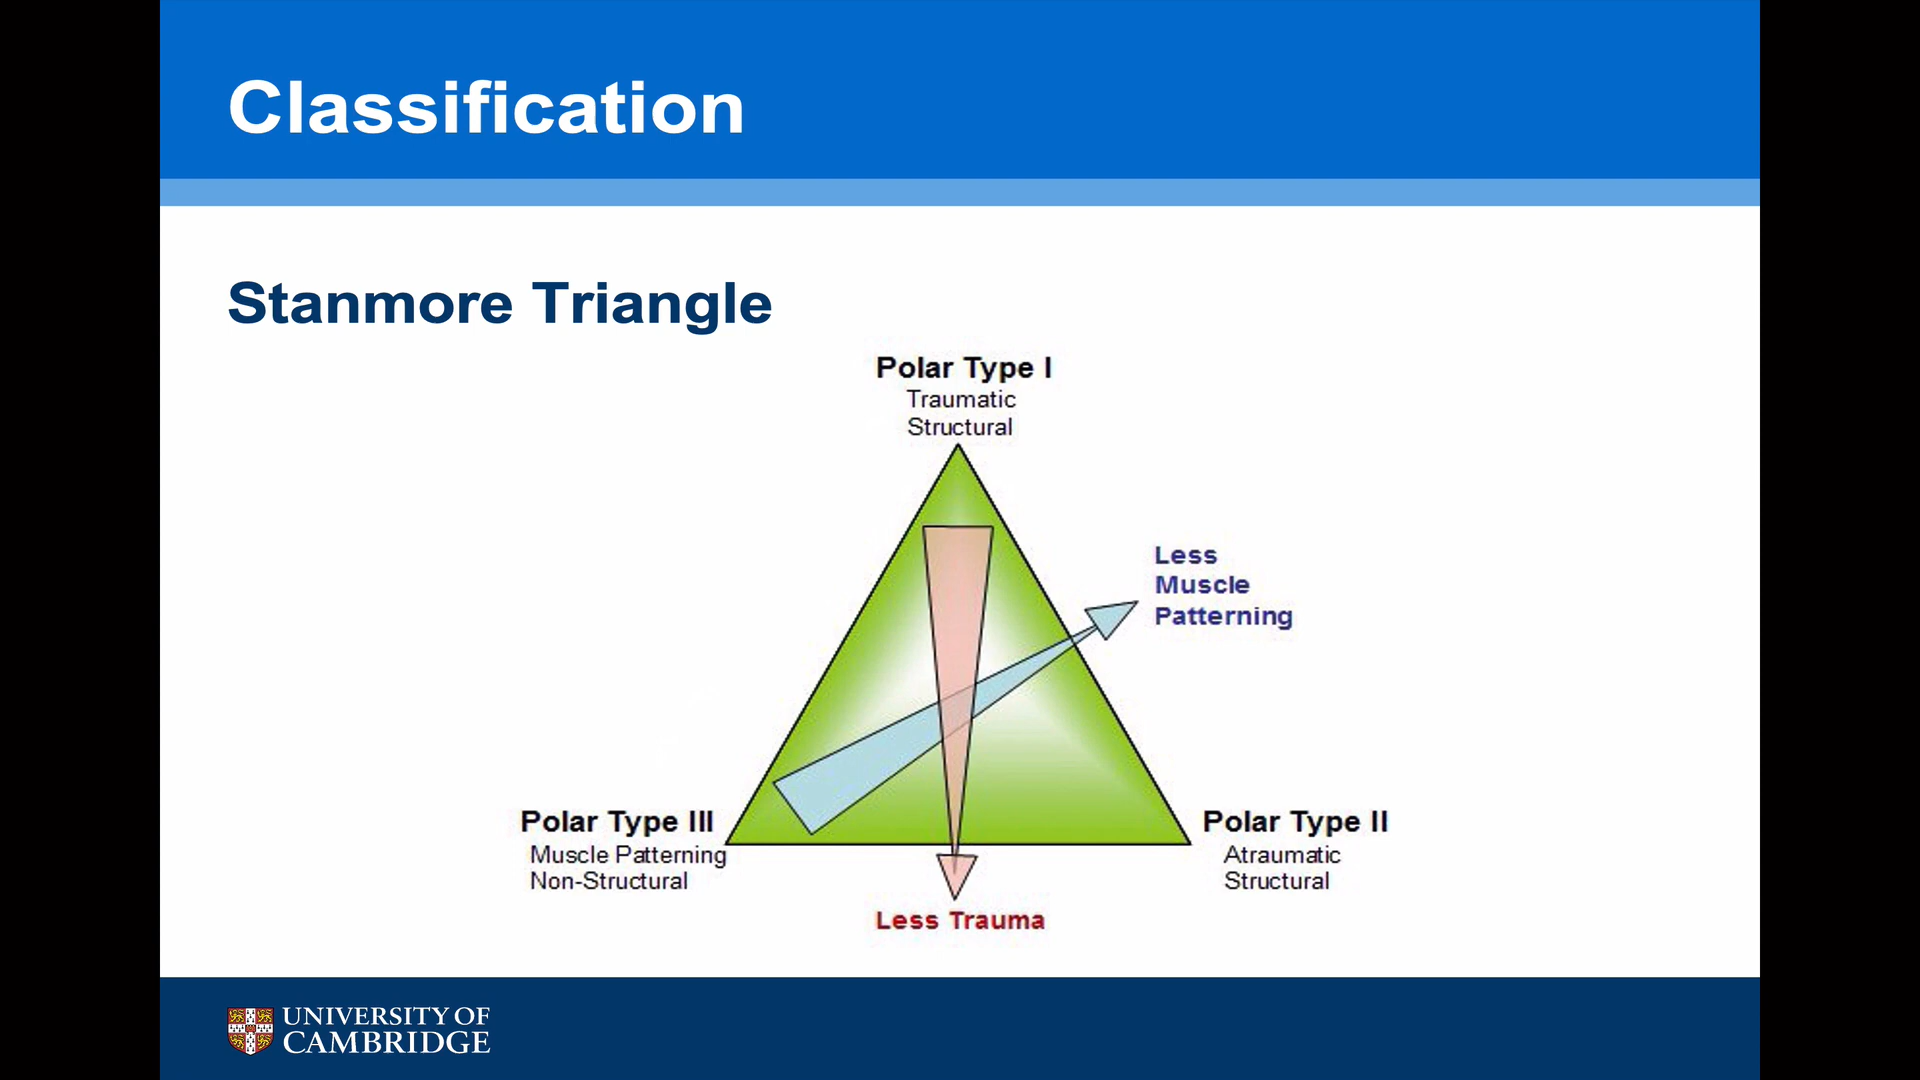 Classification
Stanmore Triangle
Polar Type I
Traumatic
Structural
Less
Muscle
Patterning
Polar Type III
Muscle Patterning
Non-Structural
Polar Type II
Atraumatic
Structural
Less Trauma
UNIVERSITY OF
CAMBRIDGE